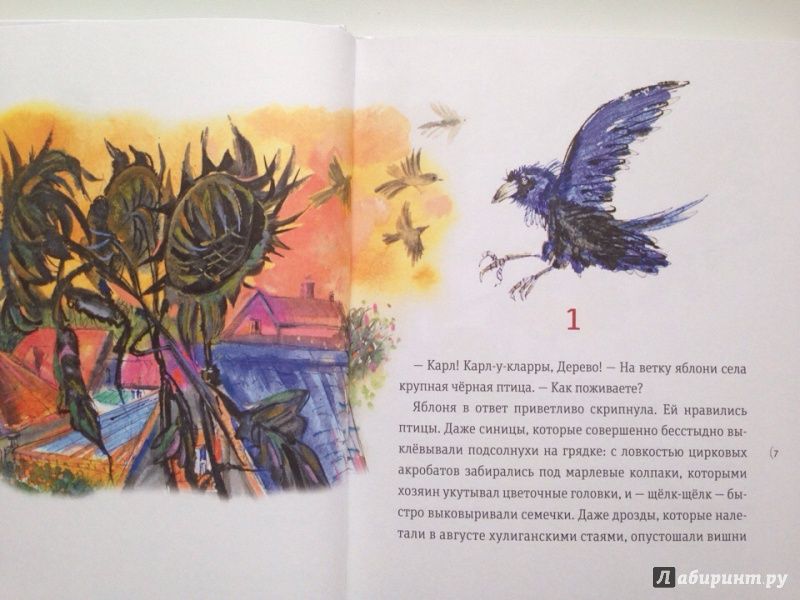 1
— Карл! Карл-у-кларры, Дерево! — На ветку яблони села
крупная чёрная птица. — Как поживаете?
Яблоня в ответ приветливо скрипнула. Ей нравились
птицы. Даже синицы, которые совершенно бесстыдно вы-
клёвывали подсолнухи на грядке: с ловкостью цирковых
акробатов забирались под марлевые колпаки, которыми
хозяин укутывал цветочные головки, и — щёлк-щёлк — бы-
стро выковыривали семечки. Даже дрозды, которые нале-
тали в августе хулиганскими стаями, опустошали вишни
(7
Лабиринт.ру